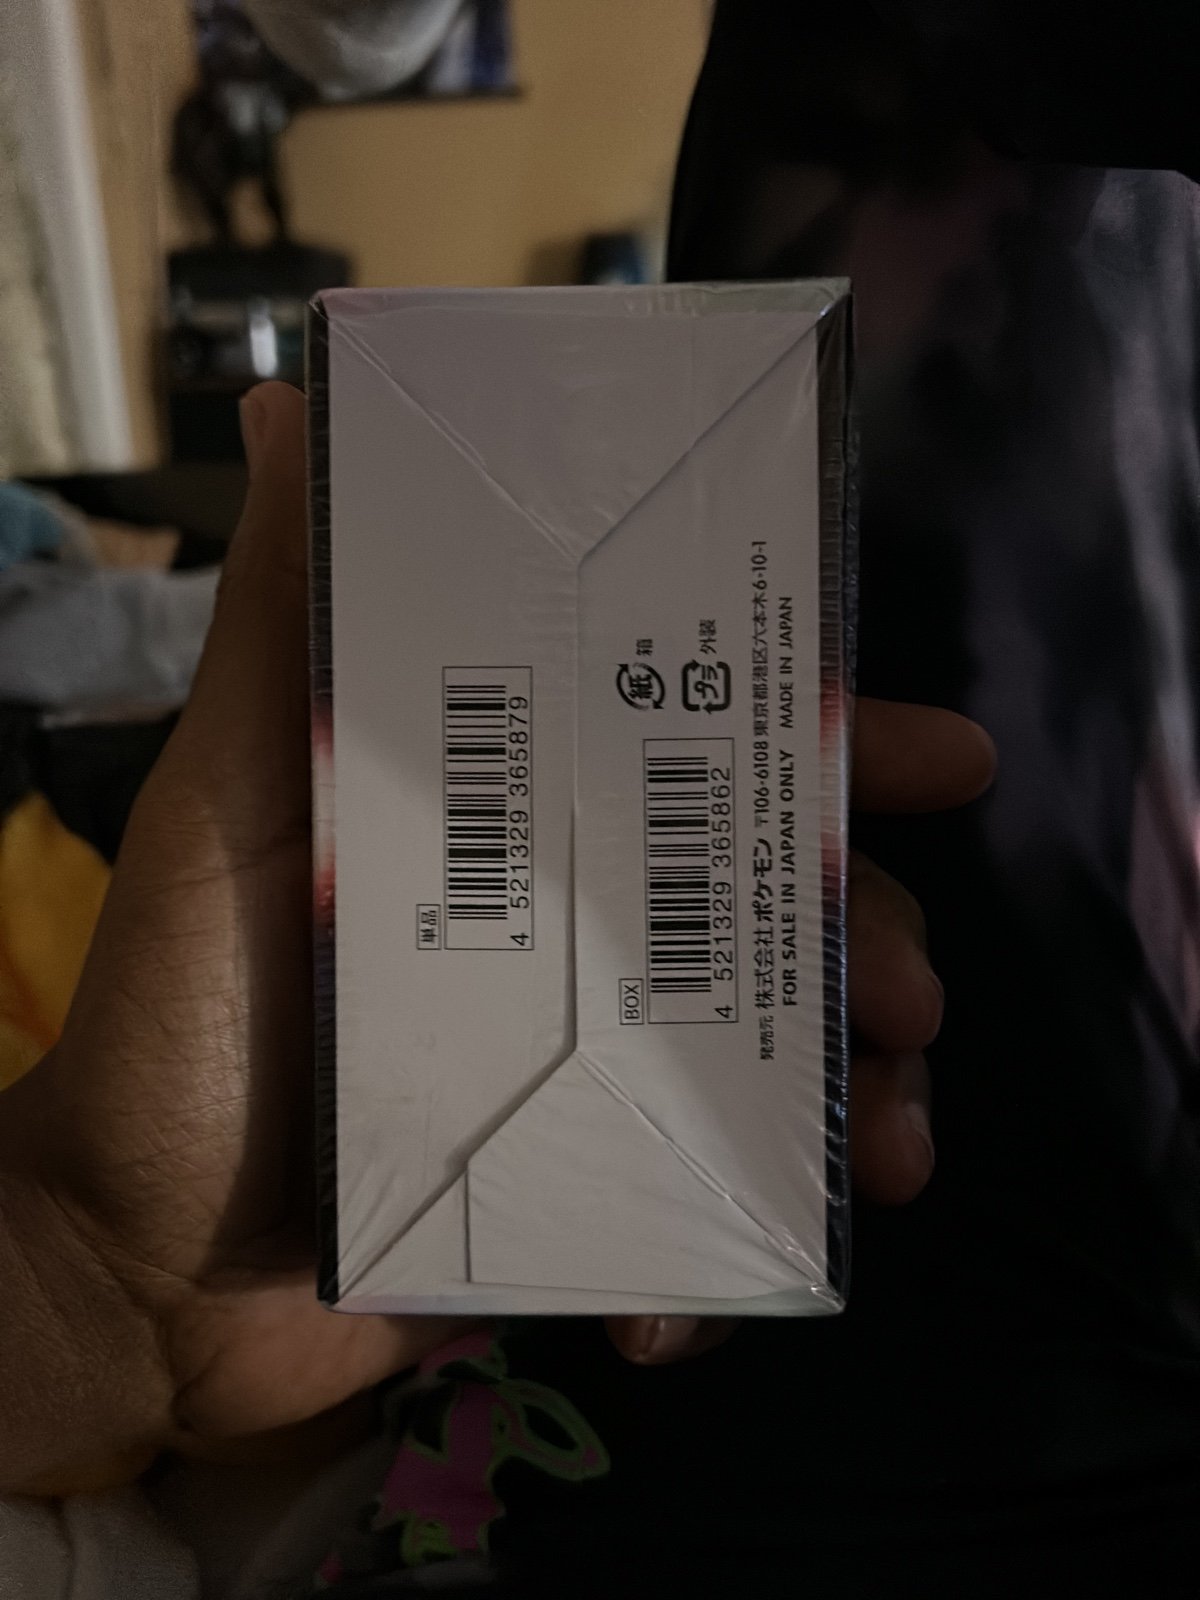 単品
4 521329 365879
紙 箱
プラ 外装
BOX
4 521329 365862
発売元 株式会社ポケモン 〒106-6108 東京都港区六本木6-10-1
FOR SALE IN JAPAN ONLY MADE IN JAPAN